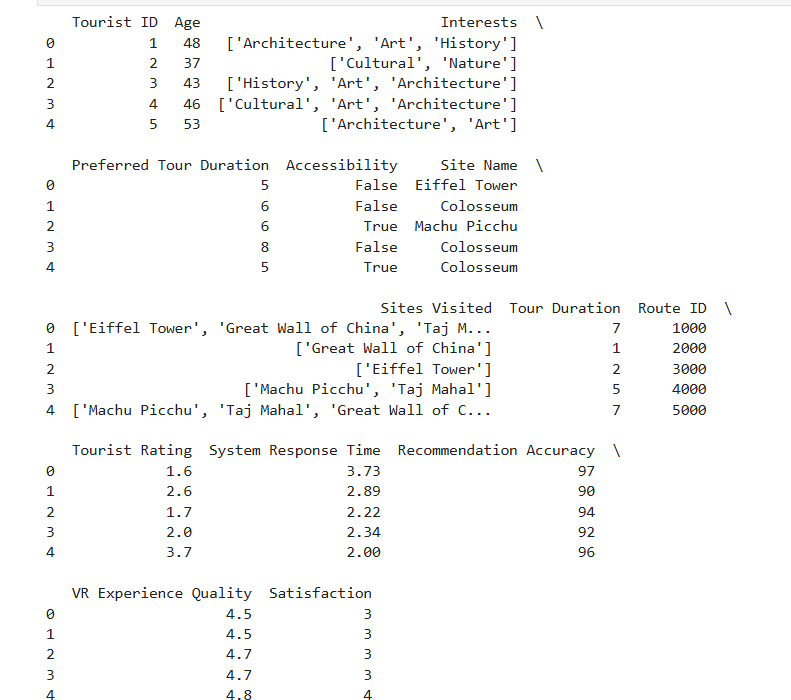 Tourist ID Age Interests \
0 1 48 ['Architecture', 'Art', 'History']
1 2 37 ['Cultural', 'Nature']
2 3 43 ['History', 'Art', 'Architecture']
3 4 46 ['Cultural', 'Art', 'Architecture']
4 5 53 ['Architecture', 'Art']
Preferred Tour Duration Accessibility Site Name \
0 5 False Eiffel Tower
1 6 False Colosseum
2 6 True Machu Picchu
3 8 False Colosseum
4 5 True Colosseum
Sites Visited Tour Duration Route ID \
0 ['Eiffel Tower', 'Great Wall of China', 'Taj M... 7 1000
1 ['Great Wall of China'] 1 2000
2 ['Eiffel Tower'] 2 3000
3 ['Machu Picchu', 'Taj Mahal'] 5 4000
4 ['Machu Picchu', 'Taj Mahal', 'Great Wall of C... 7 5000
Tourist Rating System Response Time Recommendation Accuracy \
0 1.6 3.73 97
1 2.6 2.89 90
2 1.7 2.22 94
3 2.0 2.34 92
4 3.7 2.00 96
VR Experience Quality Satisfaction
0 4.5 3
1 4.5 3
2 4.7 3
3 4.7 3
4 4.8 4